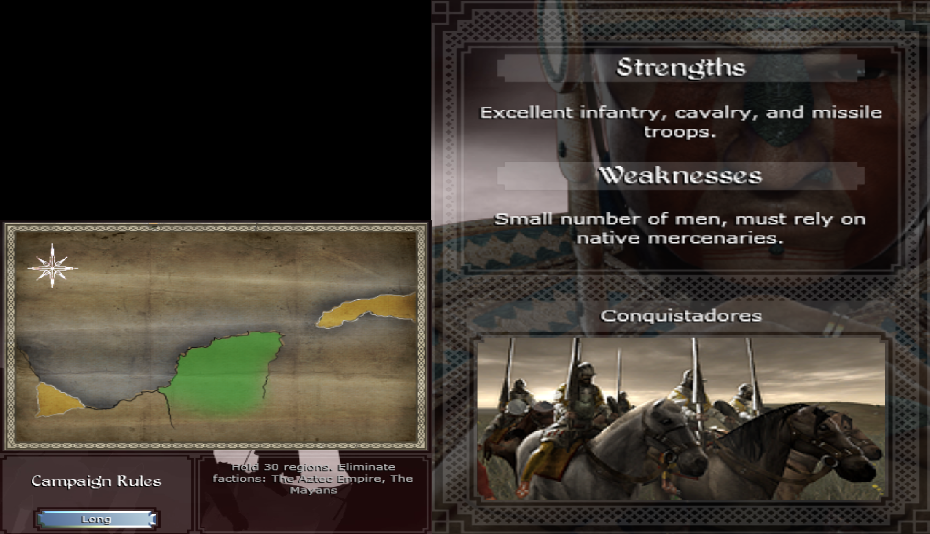 Strengths
Excellent infantry, cavalry, and missile
troops.
Weaknesses
Small number of men, must rely on
native mercenaries.
Conquistadores
Campaign Rules
Long
Hold 30 regions. Eliminate
factions: The Aztec Empire, The
Mayans